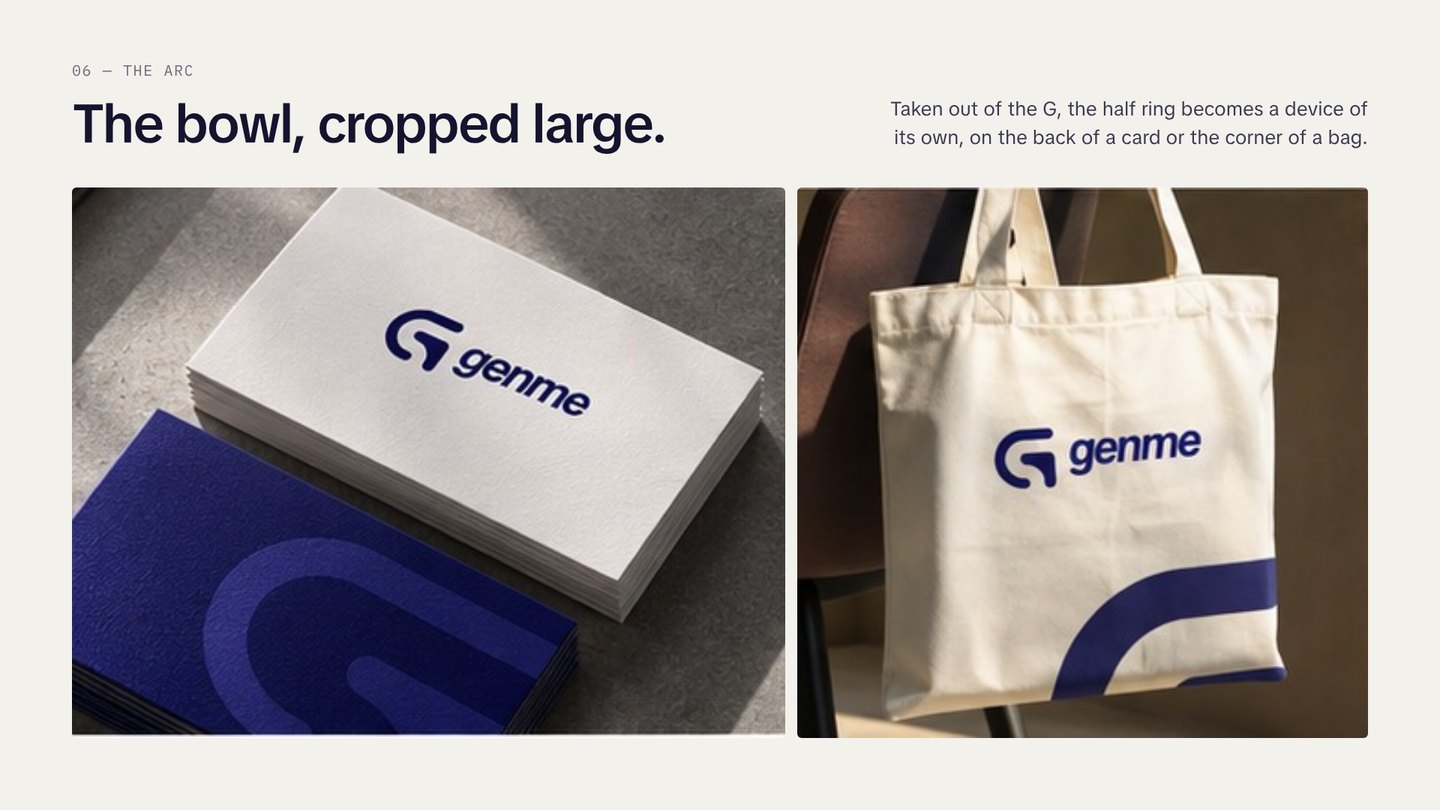 06 — THE ARC
The bowl, cropped large.
Taken out of the G, the half ring becomes a device of
its own, on the back of a card or the corner of a bag.
genme
genme